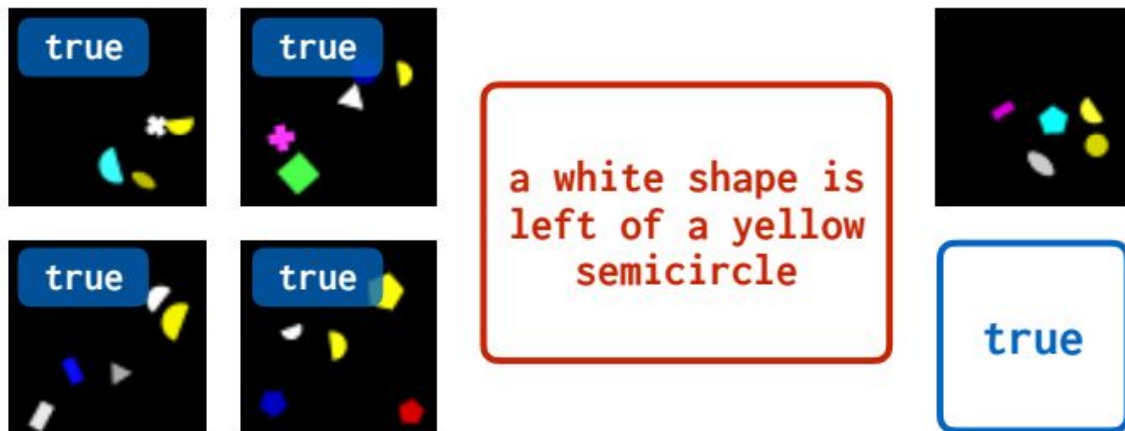 true
true
true
true
a white shape is
left of a yellow
semicircle
true